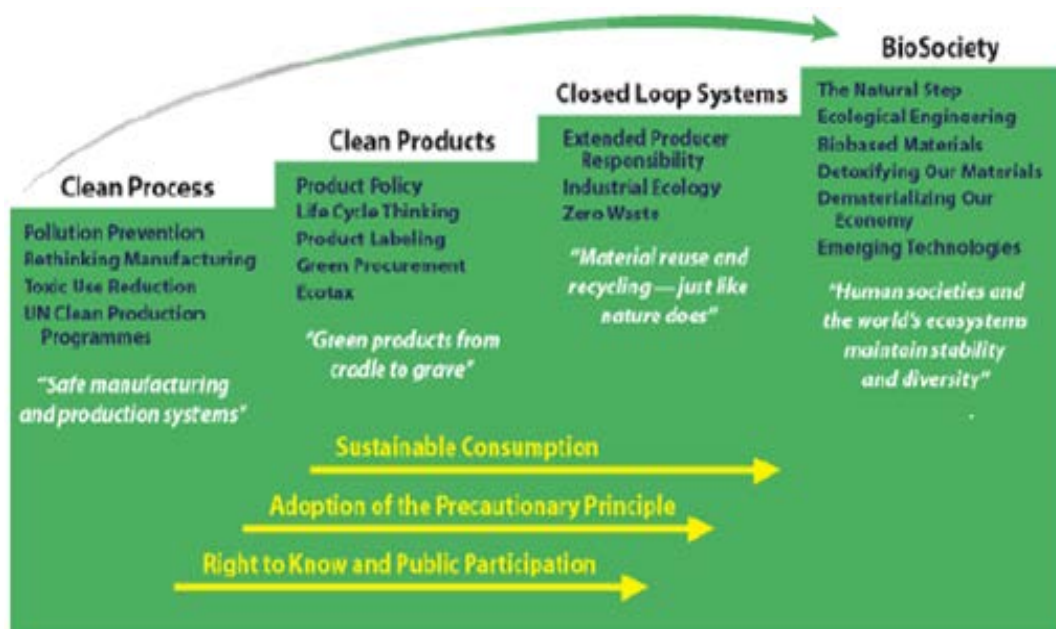 BioSociety
The Natural Step
Ecological Engineering
Biobased Materials
Detoxifying Our Materials
Dematerializing Our
Economy
Emerging Technologies
"Human societies and
the world's ecosystems
maintain stability
and diversity"
Closed Loop Systems
Extended Producer
Responsibility
Industrial Ecology
Zero Waste
"Material reuse and
recycling—just like
nature does"
Clean Products
Product Policy
Life Cycle Thinking
Product Labeling
Green Procurement
Ecotax
"Green products from
cradle to grave"
Clean Process
Pollution Prevention
Rethinking Manufacturing
Toxic Use Reduction
UN Clean Production
Programmes
"Safe manufacturing
and production systems"
Sustainable Consumption
Adoption of the Precautionary Principle
Right to Know and Public Participation